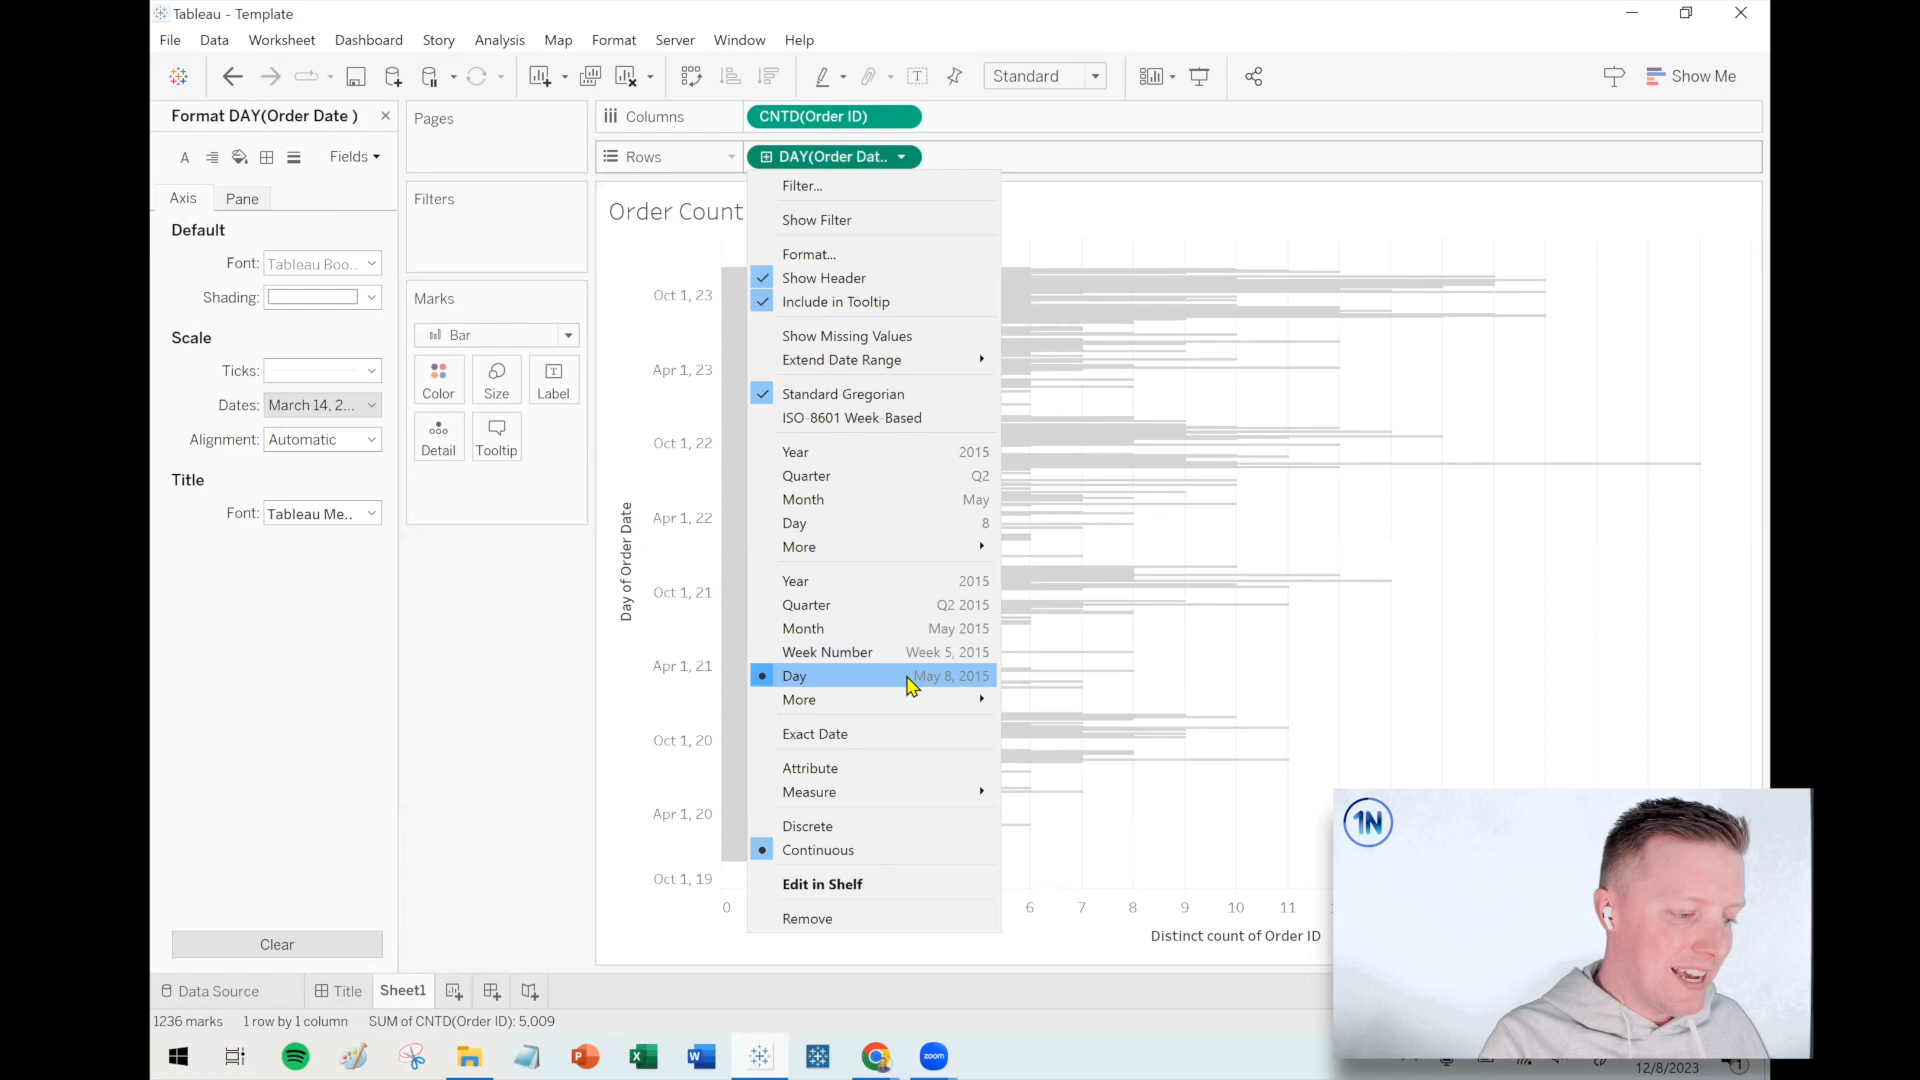 Tableau - Template
File Data Worksheet Dashboard Story Analysis Map Format Server Window Help
Standard
Show Me
Format DAY(Order Date )
Fields
Axis
Pane
Default
Font: Tableau Boo..
Shading:
Scale
Ticks:
Dates: March 14, 2...
Alignment: Automatic
Title
Font: Tableau Me..
Clear
Pages
Filters
Marks
Bar
Color
Size
Label
Detail
Tooltip
Columns
CNTD(Order ID)
Rows
DAY(Order Dat..
Order Count
Day of Order Date
Oct 1, 23
Apr 1, 23
Oct 1, 22
Apr 1, 22
Oct 1, 21
Apr 1, 21
Oct 1, 20
Apr 1, 20
Oct 1, 19
0 6 7 8 9 10 11
Distinct count of Order ID
Filter...
Show Filter
Format...
Show Header
Include in Tooltip
Show Missing Values
Extend Date Range
Standard Gregorian
ISO-8601 Week-Based
Year 2015
Quarter Q2
Month May
Day 8
More
Year 2015
Quarter Q2 2015
Month May 2015
Week Number Week 5, 2015
Day May 8, 2015
More
Exact Date
Attribute
Measure
Discrete
Continuous
Edit in Shelf
Remove
1N
Data Source
Title
Sheet1
1236 marks 1 row by 1 column SUM of CNTD(Order ID): 5,009
zoom
12/8/2023